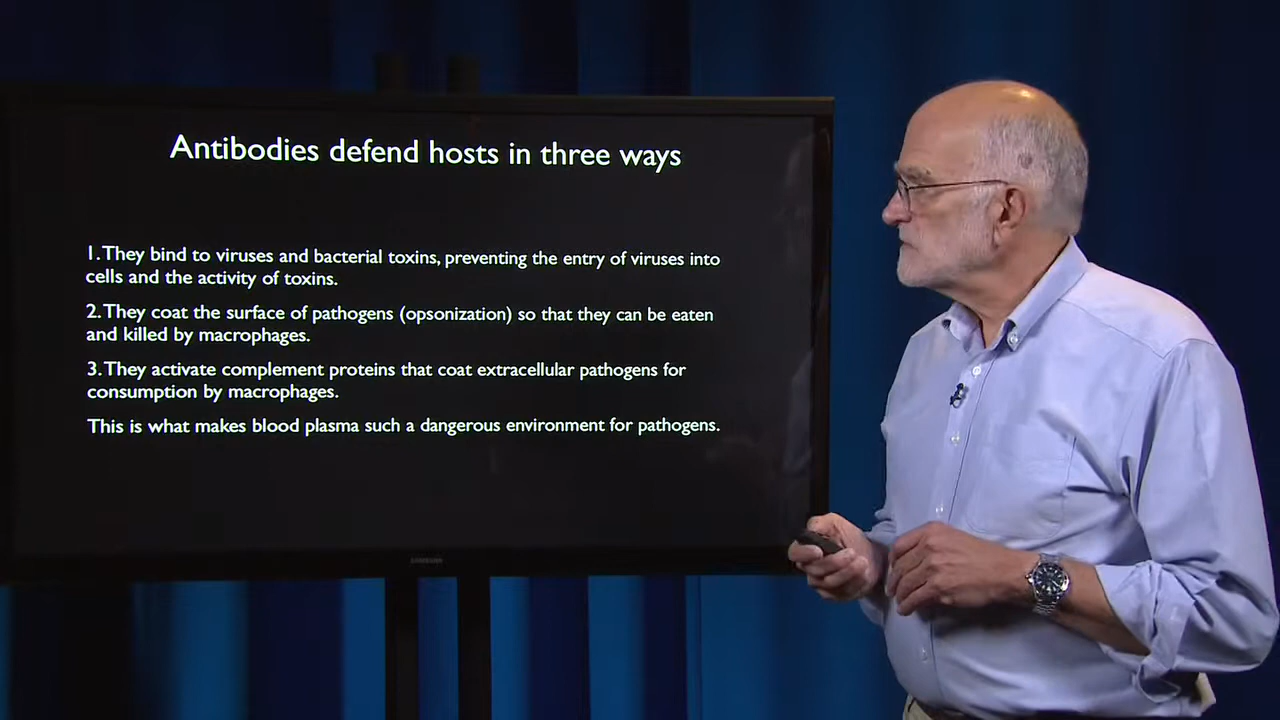 Antibodies defend hosts in three ways
1. They bind to viruses and bacterial toxins, preventing the entry of viruses into
cells and the activity of toxins.
2. They coat the surface of pathogens (opsonization) so that they can be eaten
and killed by macrophages.
3. They activate complement proteins that coat extracellular pathogens for
consumption by macrophages.
This is what makes blood plasma such a dangerous environment for pathogens.